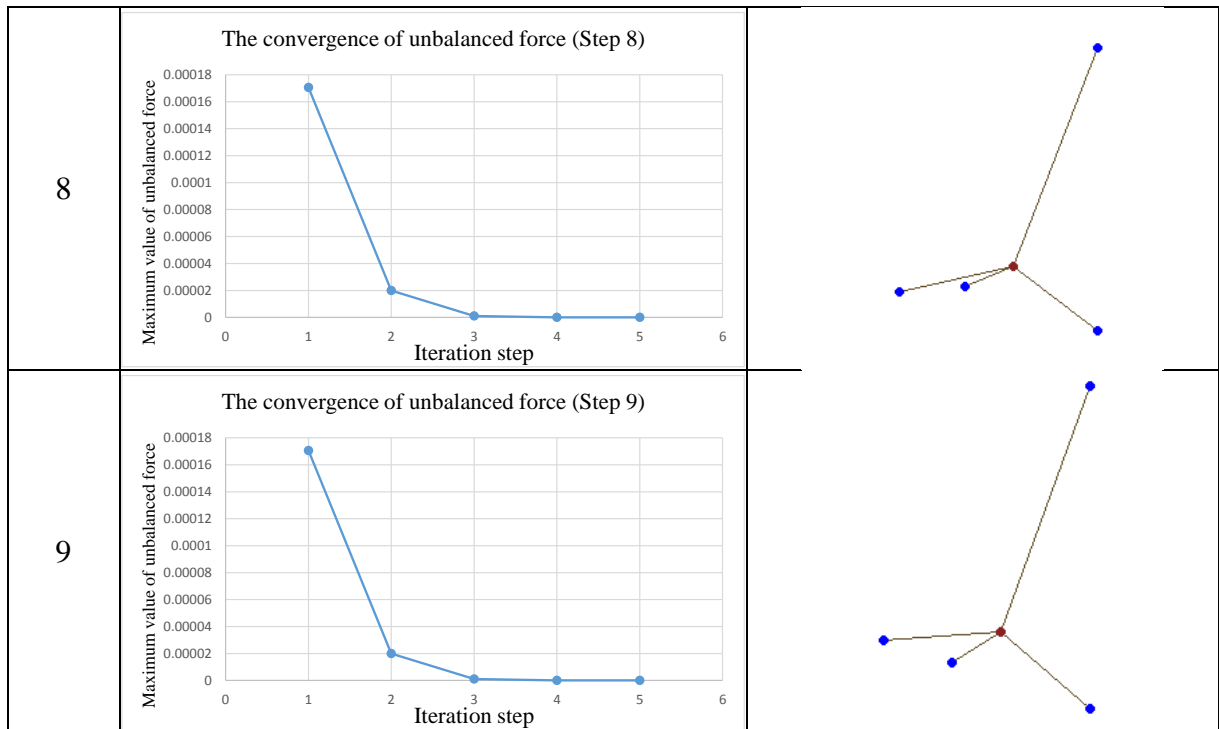 8
The convergence of unbalanced force (Step 8)
Maximum value of unbalanced force
0.00018
0.00016
0.00014
0.00012
0.0001
0.00008
0.00006
0.00004
0.00002
0
0 1 2 3 4 5 6
Iteration step
9
The convergence of unbalanced force (Step 9)
Maximum value of unbalanced force
0.00018
0.00016
0.00014
0.00012
0.0001
0.00008
0.00006
0.00004
0.00002
0
0 1 2 3 4 5 6
Iteration step